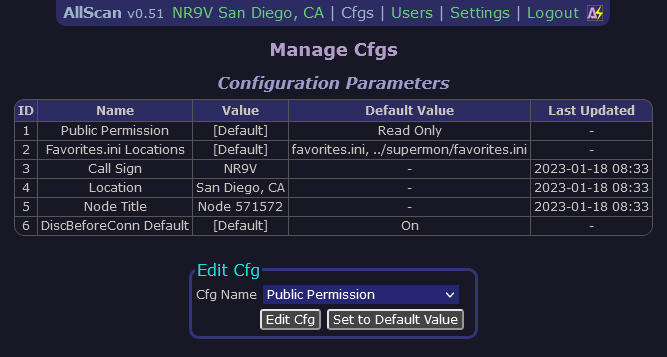 AllScan v0.51 NR9V San Diego, CA | Cfgs | Users | Settings | Logout
Manage Cfgs
Configuration Parameters
ID Name Value Default Value Last Updated
1 Public Permission [Default] Read Only -
2 Favorites.ini Locations [Default] favorites.ini, ../supermon/favorites.ini -
3 Call Sign NR9V - 2023-01-18 08:33
4 Location San Diego, CA - 2023-01-18 08:33
5 Node Title Node 571572 - 2023-01-18 08:33
6 DiscBeforeConn Default [Default] On -
Edit Cfg
Cfg Name Public Permission
Edit Cfg Set to Default Value